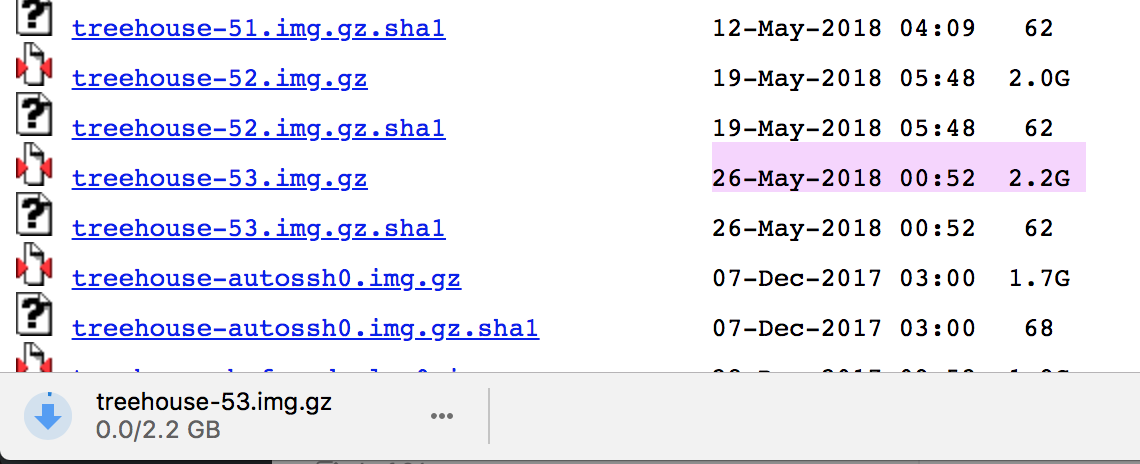 treehouse-51.img.gz.sha1 12-May-2018 04:09 62
treehouse-52.img.gz 19-May-2018 05:48 2.0G
treehouse-52.img.gz.sha1 19-May-2018 05:48 62
treehouse-53.img.gz 26-May-2018 00:52 2.2G
treehouse-53.img.gz.sha1 26-May-2018 00:52 62
treehouse-autossh0.img.gz 07-Dec-2017 03:00 1.7G
treehouse-autossh0.img.gz.sha1 07-Dec-2017 03:00 68
treehouse-53.img.gz
0.0/2.2 GB